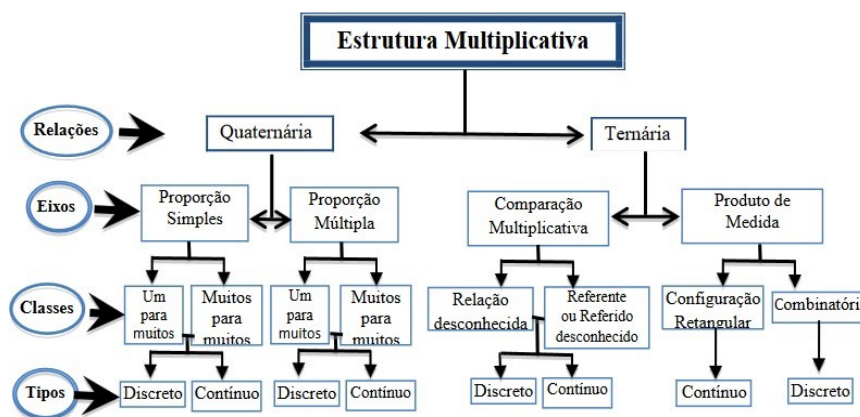 Estrutura Multiplicativa
Relações
Quaternária
Ternária
Eixos
Proporção
Simples
Proporção
Múltipla
Comparação
Multiplicativa
Produto de
Medida
Classes
Um
para
muitos
Muitos
para
muitos
Um
para
muitos
Muitos
para
muitos
Relação
desconhecida
Referente
ou Referido
desconhecido
Configuração
Retangular
Combinatóri
Tipos
Discreto
Contínuo
Discreto
Contínuo
Discreto
Contínuo
Contínuo
Discreto